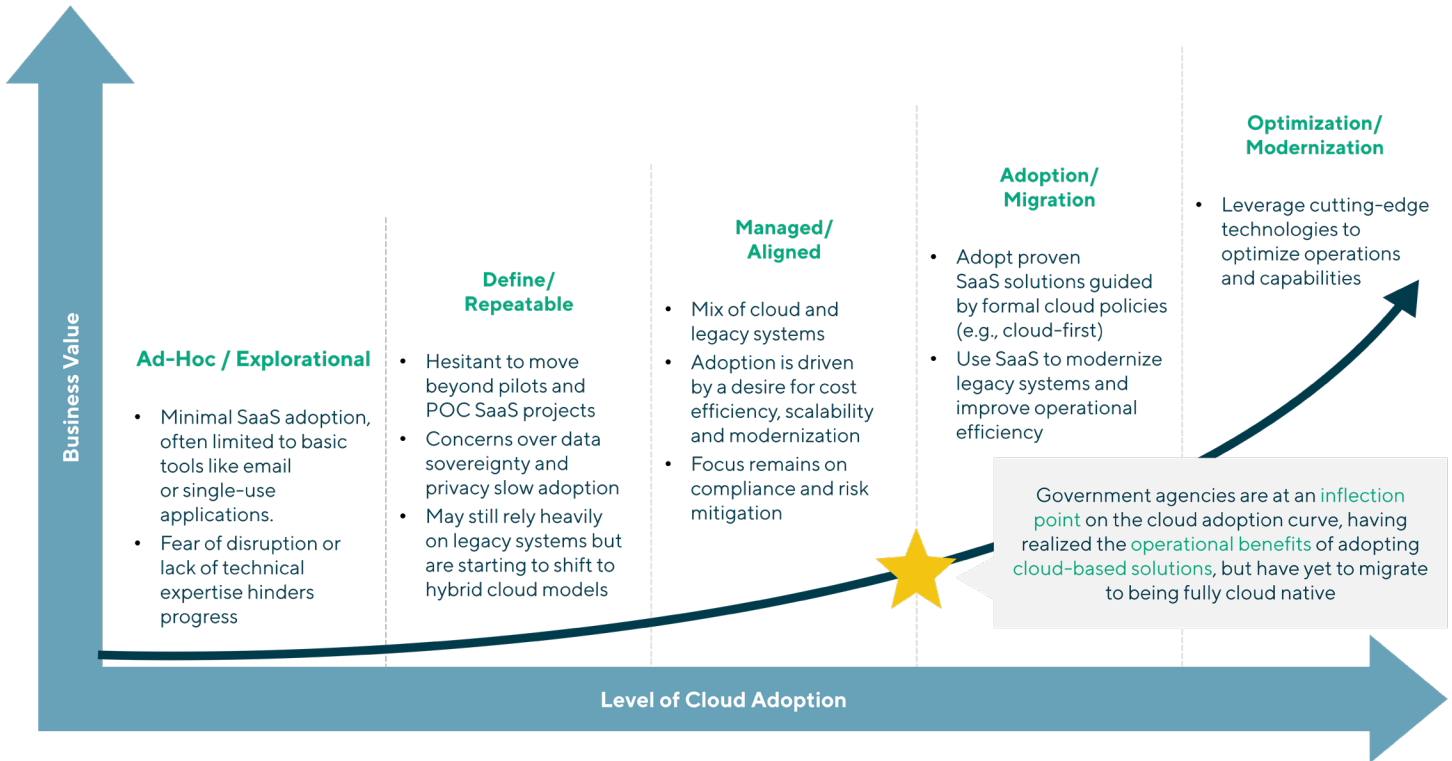 Business Value
Ad-Hoc / Explorational
• Minimal SaaS adoption,
often limited to basic
tools like email
or single-use
applications.
• Fear of disruption or
lack of technical
expertise hinders
progress
Define/
Repeatable
• Hesitant to move
beyond pilots and
POC SaaS projects
• Concerns over data
sovereignty and
privacy slow adoption
• May still rely heavily
on legacy systems but
are starting to shift to
hybrid cloud models
Managed/
Aligned
• Mix of cloud and
legacy systems
• Adoption is driven
by a desire for cost
efficiency, scalability
and modernization
• Focus remains on
compliance and risk
mitigation
Adoption/
Migration
• Adopt proven
SaaS solutions guided
by formal cloud policies
(e.g., cloud-first)
• Use SaaS to modernize
legacy systems and
improve operational
efficiency
Optimization/
Modernization
• Leverage cutting-edge
technologies to
optimize operations
and capabilities
Government agencies are at an inflection
point on the cloud adoption curve, having
realized the operational benefits of adopting
cloud-based solutions, but have yet to migrate
to being fully cloud native
Level of Cloud Adoption